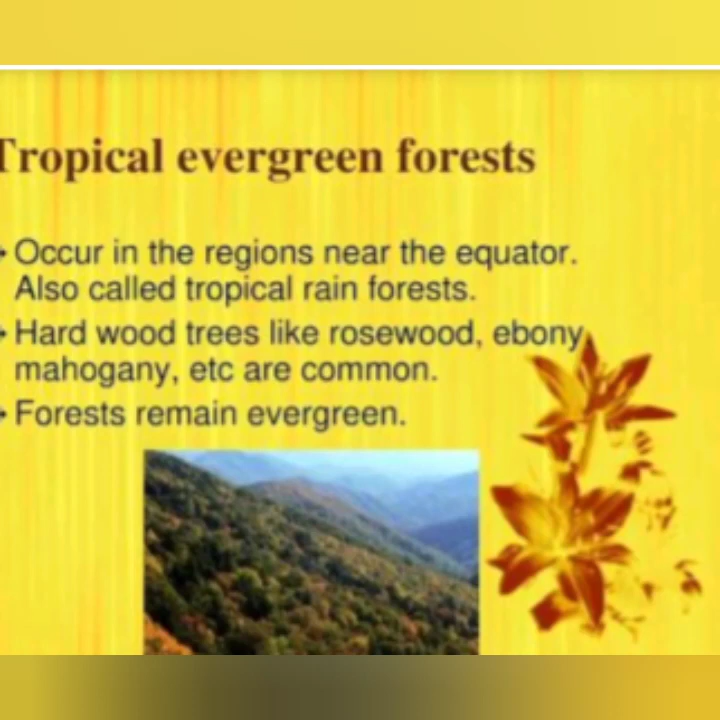 Tropical evergreen forests
Occur in the regions near the equator.
Also called tropical rain forests.
Hard wood trees like rosewood, ebony
mahogany, etc are common.
Forests remain evergreen.